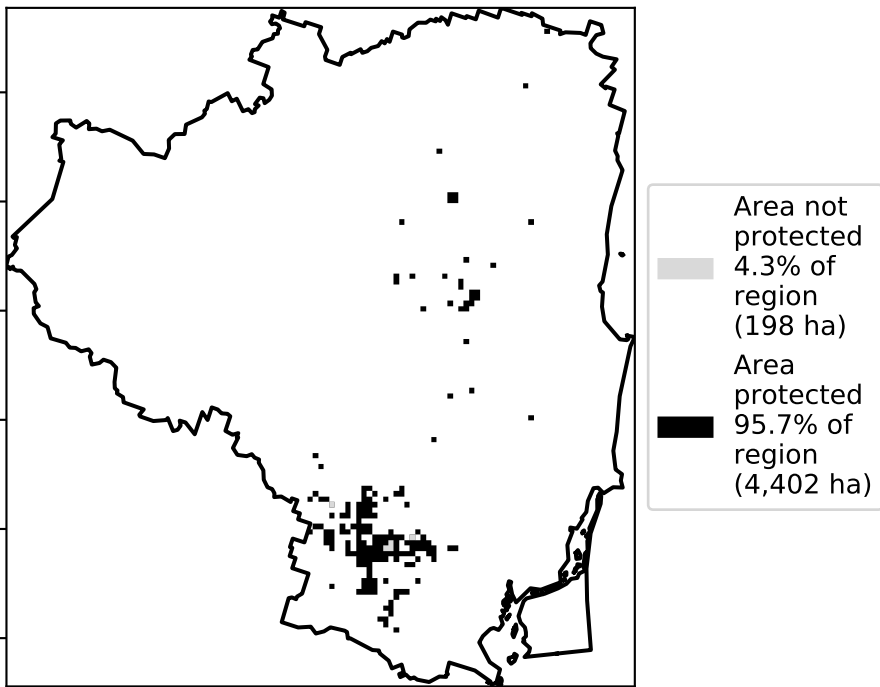 Area not
protected
4.3% of
region
(198 ha)
Area
protected
95.7% of
region
(4,402 ha)